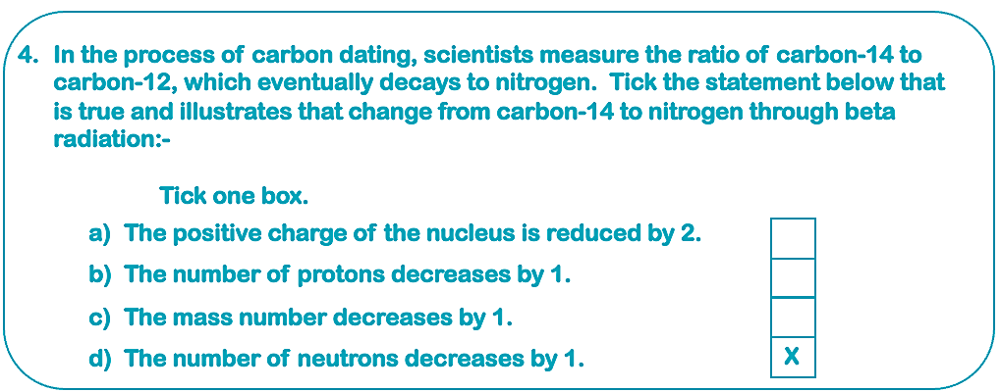 4. In the process of carbon dating, scientists measure the ratio of carbon-14 to
carbon-12, which eventually decays to nitrogen. Tick the statement below that
is true and illustrates that change from carbon-14 to nitrogen through beta
radiation:-
Tick one box.
a) The positive charge of the nucleus is reduced by 2.
b) The number of protons decreases by 1.
c) The mass number decreases by 1.
d) The number of neutrons decreases by 1. X